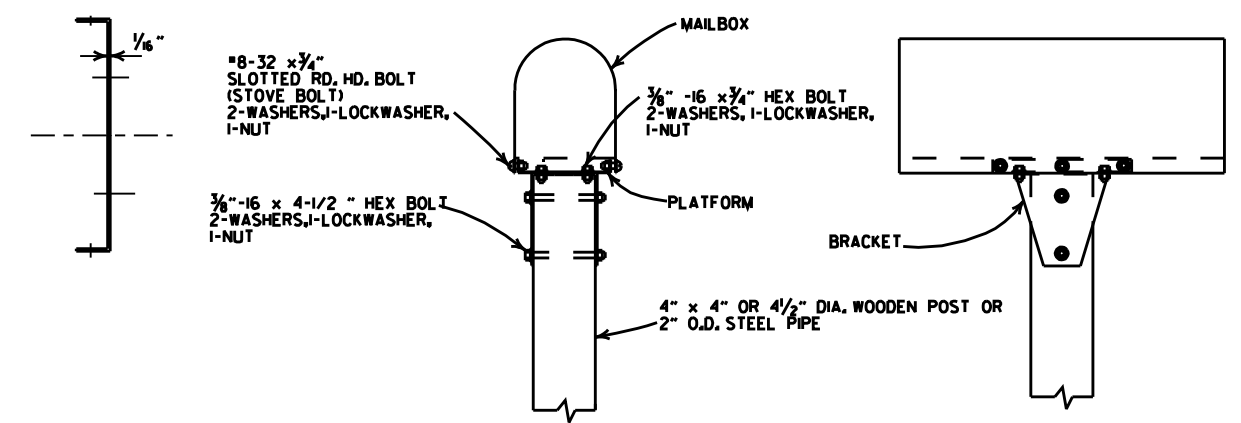 1/16"
MAILBOX
"8-32 x 3/4"
SLOTTED RD. HD. BOLT
(STOVE BOLT)
2-WASHERS, 1-LOCKWASHER,
1-NUT
3/8" -16 x 3/4" HEX BOLT
2-WASHERS, 1-LOCKWASHER,
1-NUT
3/8"-16 x 4-1/2 " HEX BOLT
2-WASHERS, 1-LOCKWASHER,
1-NUT
PLATFORM
BRACKET
4" x 4" OR 4 1/2" DIA. WOODEN POST OR
2" O.D. STEEL PIPE